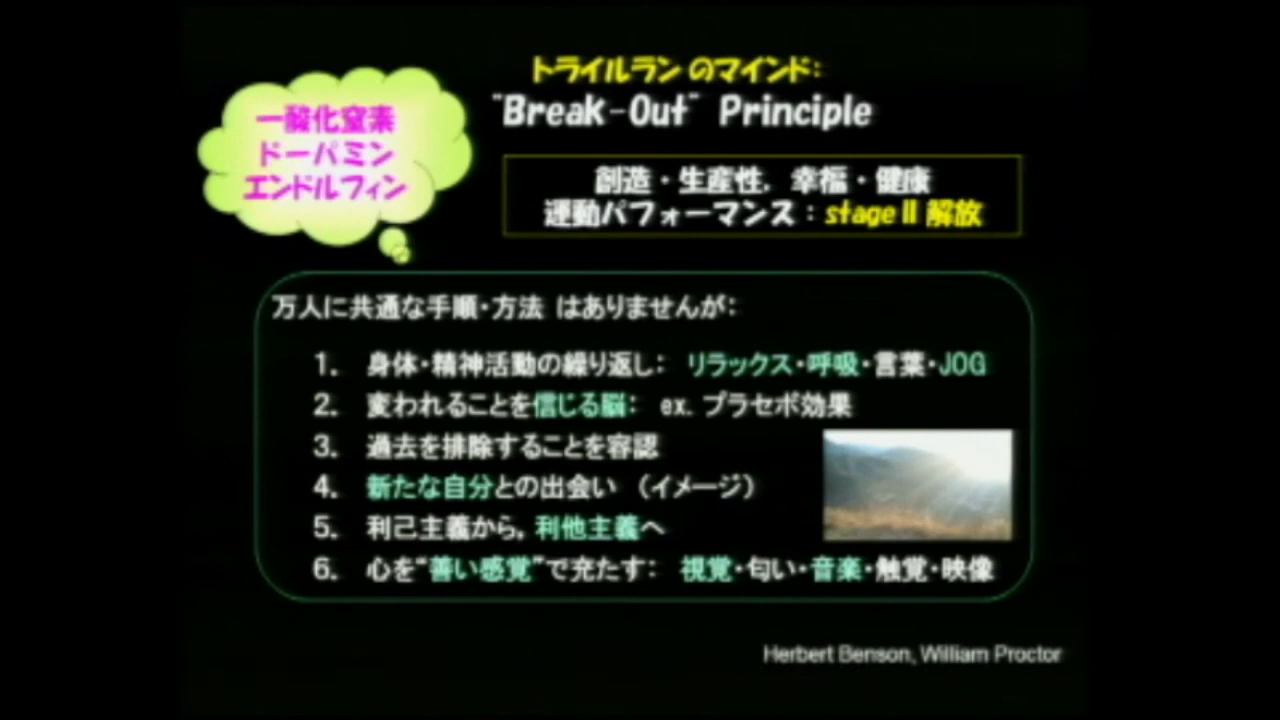 トライルランのマインド：
"Break-Out" Principle
一酸化窒素
ドーパミン
エンドルフィン
創造・生産性，幸福・健康
運動パフォーマンス：stage II 解放
万人に共通な手順・方法 はありませんが：
1. 身体・精神活動の繰り返し： リラックス・呼吸・言葉・JOG
2. 変われることを信じる脳： ex. プラセボ効果
3. 過去を排除することを容認
4. 新たな自分との出会い （イメージ）
5. 利己主義から，利他主義へ
6. 心を“善い感覚”で充たす： 視覚・匂い・音楽・触覚・映像
Herbert Benson, William Proctor